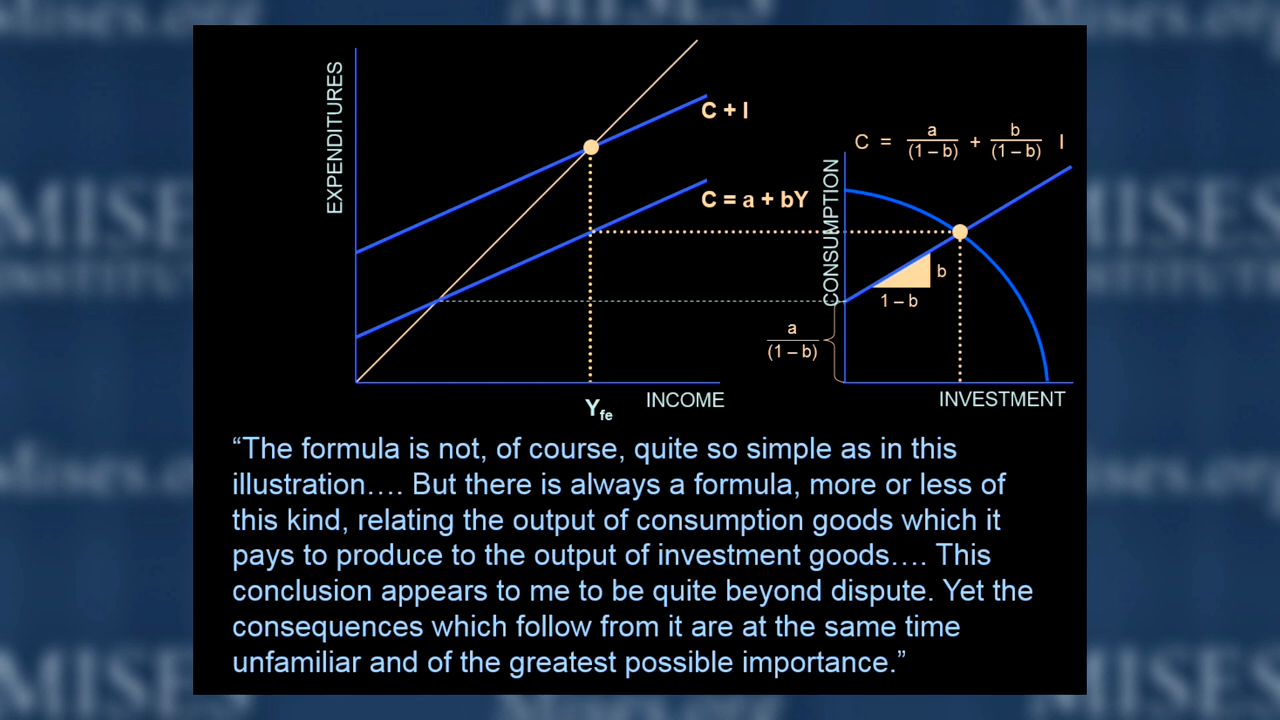 EXPENDITURES
C + I
C = a + bY
Y fe
INCOME
C = a/(1 – b) + b/(1 – b) I
CONSUMPTION
b
1 – b
a/(1 – b)
INVESTMENT
“The formula is not, of course, quite so simple as in this
illustration…. But there is always a formula, more or less of
this kind, relating the output of consumption goods which it
pays to produce to the output of investment goods…. This
conclusion appears to me to be quite beyond dispute. Yet the
consequences which follow from it are at the same time
unfamiliar and of the greatest possible importance.”
Mises.org
MISES
INSTITUTE